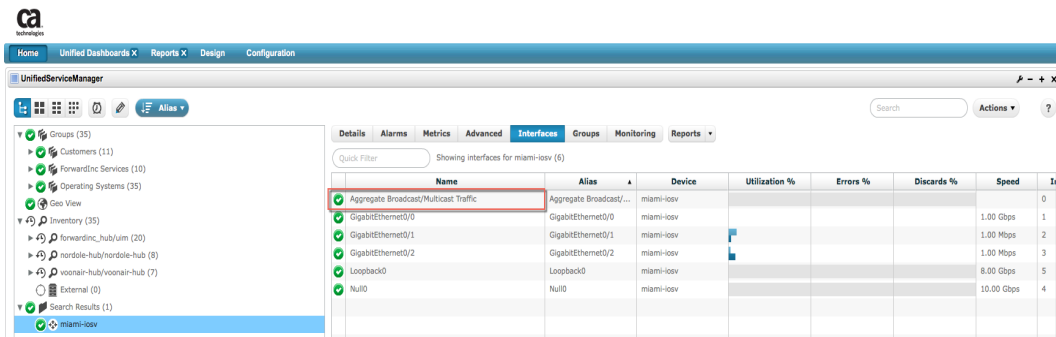 ca
technologies
Home Unified Dashboards X Reports X Design Configuration
UnifiedServiceManager
Alias Search Actions ?
Groups (35)
Customers (11)
ForwardInc Services (10)
Operating Systems (35)
Geo View
Inventory (35)
forwardinc_hub/uim (20)
nordole-hub/nordole-hub (8)
voonair-hub/voonair-hub (7)
External (0)
Search Results (1)
miami-iosv
Details Alarms Metrics Advanced Interfaces Groups Monitoring Reports
Quick Filter Showing interfaces for miami-iosv (6)
Name Alias Device Utilization % Errors % Discards % Speed
Aggregate Broadcast/Multicast Traffic Aggregate Broadcast/... miami-iosv 0
GigabitEthernet0/0 GigabitEthernet0/0 miami-iosv 1.00 Gbps 1
GigabitEthernet0/1 GigabitEthernet0/1 miami-iosv 1.00 Mbps 2
GigabitEthernet0/2 GigabitEthernet0/2 miami-iosv 1.00 Mbps 3
Loopback0 Loopback0 miami-iosv 8.00 Gbps 5
Null0 Null0 miami-iosv 10.00 Gbps 4